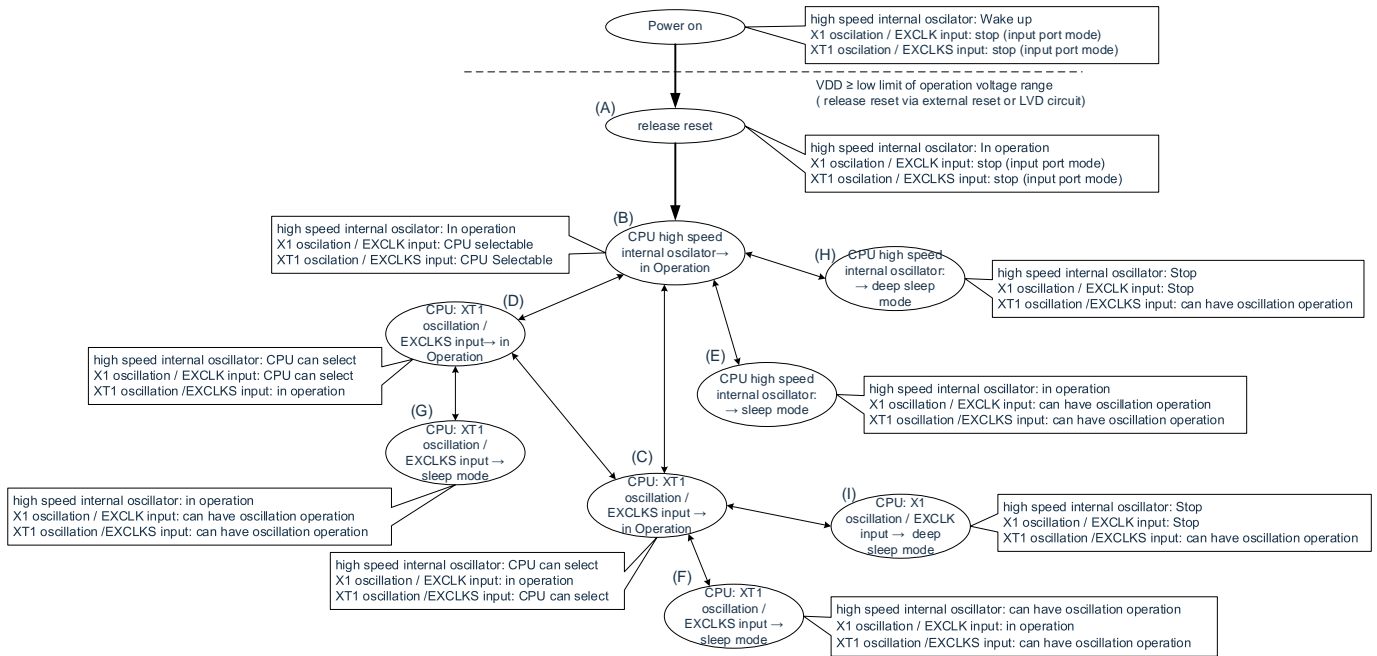 Power on
high speed internal oscilator: Wake up
X1 oscilation / EXCLK input: stop (input port mode)
XT1 oscilation / EXCLKS input: stop (input port mode)
VDD ≥ low limit of operation voltage range
( release reset via external reset or LVD circuit)
(A)
release reset
high speed internal oscilator: In operation
X1 oscilation / EXCLK input: stop (input port mode)
XT1 oscilation / EXCLKS input: stop (input port mode)
(B)
CPU high speed
internal oscilator→
in Operation
high speed internal oscilator: In operation
X1 oscilation / EXCLK input: CPU selectable
XT1 oscilation / EXCLKS input: CPU Selectable
(H)
CPU high speed
internal oscillator:
→ deep sleep
mode
high speed internal oscillator: Stop
X1 oscillation / EXCLK input: Stop
XT1 oscillation /EXCLKS input: can have oscillation operation
(D)
CPU: XT1
oscillation /
EXCLKS input→ in
Operation
high speed internal oscillator: CPU can select
X1 oscillation / EXCLK input: CPU can select
XT1 oscillation /EXCLKS input: in operation
(E)
CPU high speed
internal oscillator:
→ sleep mode
high speed internal oscillator: in operation
X1 oscillation / EXCLK input: can have oscillation operation
XT1 oscillation /EXCLKS input: can have oscillation operation
(G)
CPU: XT1
oscillation /
EXCLKS input →
sleep mode
high speed internal oscillator: in operation
X1 oscillation / EXCLK input: can have oscillation operation
XT1 oscillation /EXCLKS input: can have oscillation operation
(C)
CPU: XT1
oscillation /
EXCLKS input →
in Operation
high speed internal oscillator: CPU can select
X1 oscillation / EXCLK input: in operation
XT1 oscillation /EXCLKS input: CPU can select
(I)
CPU: X1
oscillation / EXCLK
input → deep
sleep mode
high speed internal oscillator: Stop
X1 oscillation / EXCLK input: Stop
XT1 oscillation /EXCLKS input: can have oscillation operation
(F)
CPU: XT1
oscillation /
EXCLKS input →
sleep mode
high speed internal oscillator: can have oscillation operation
X1 oscillation / EXCLK input: in operation
XT1 oscillation /EXCLKS input: can have oscillation operation